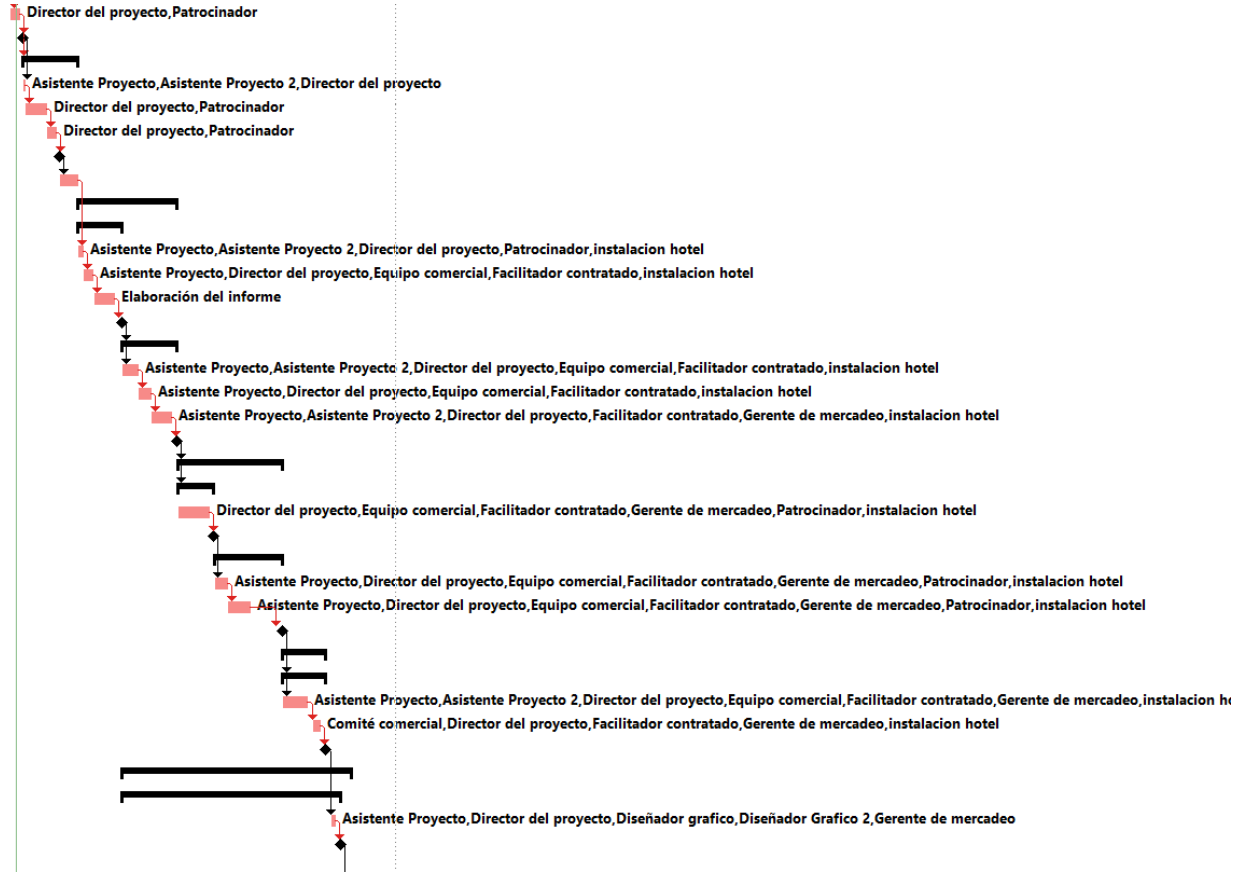 Director del proyecto,Patrocinador
Asistente Proyecto,Asistente Proyecto 2,Director del proyecto
Director del proyecto,Patrocinador
Director del proyecto,Patrocinador
Asistente Proyecto,Asistente Proyecto 2,Director del proyecto,Patrocinador,instalacion hotel
Asistente Proyecto,Director del proyecto,Equipo comercial,Facilitador contratado,instalacion hotel
Elaboración del informe
Asistente Proyecto,Asistente Proyecto 2,Director del proyecto,Equipo comercial,Facilitador contratado,instalacion hotel
Asistente Proyecto,Director del proyecto,Equipo comercial,Facilitador contratado,instalacion hotel
Asistente Proyecto,Asistente Proyecto 2,Director del proyecto,Facilitador contratado,Gerente de mercadeo,instalacion hotel
Director del proyecto,Equipo comercial,Facilitador contratado,Gerente de mercadeo,Patrocinador,instalacion hotel
Asistente Proyecto,Director del proyecto,Equipo comercial,Facilitador contratado,Gerente de mercadeo,Patrocinador,instalacion hotel
Asistente Proyecto,Director del proyecto,Equipo comercial,Facilitador contratado,Gerente de mercadeo,Patrocinador,instalacion hotel
Asistente Proyecto,Asistente Proyecto 2,Director del proyecto,Equipo comercial,Facilitador contratado,Gerente de mercadeo,instalacion
Comité comercial,Director del proyecto,Facilitador contratado,Gerente de mercadeo,instalacion hotel
Asistente Proyecto,Director del proyecto,Diseñador grafico,Diseñador Grafico 2,Gerente de mercadeo